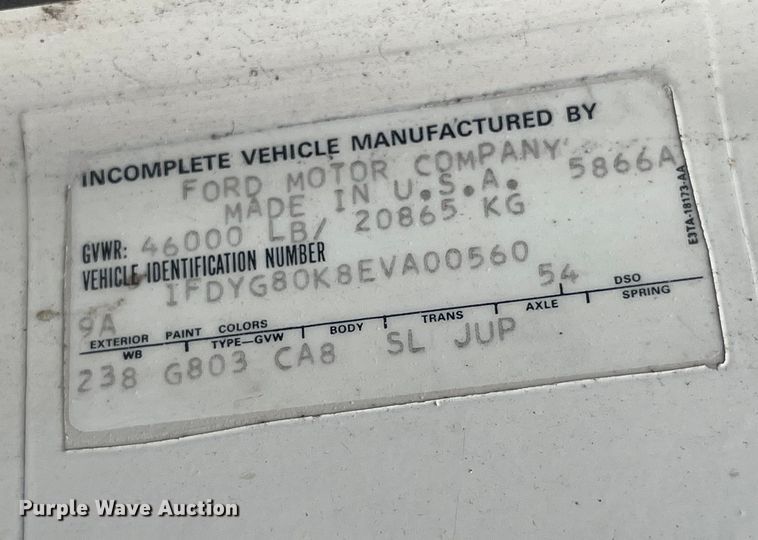 INCOMPLETE VEHICLE MANUFACTURED BY
FORD MOTOR COMPANY
MADE IN U.S.A. 5866A
GVWR: 46000 LB/ 20865 KG
VEHICLE IDENTIFICATION NUMBER
1FDYG80K8EVA00560
9A 54
EXTERIOR PAINT COLORS DSO
WB TYPE-GVW BODY TRANS AXLE SPRING
238 G803 CA8 SL JUP
E3TA-18173-AA
Purple Wave Auction